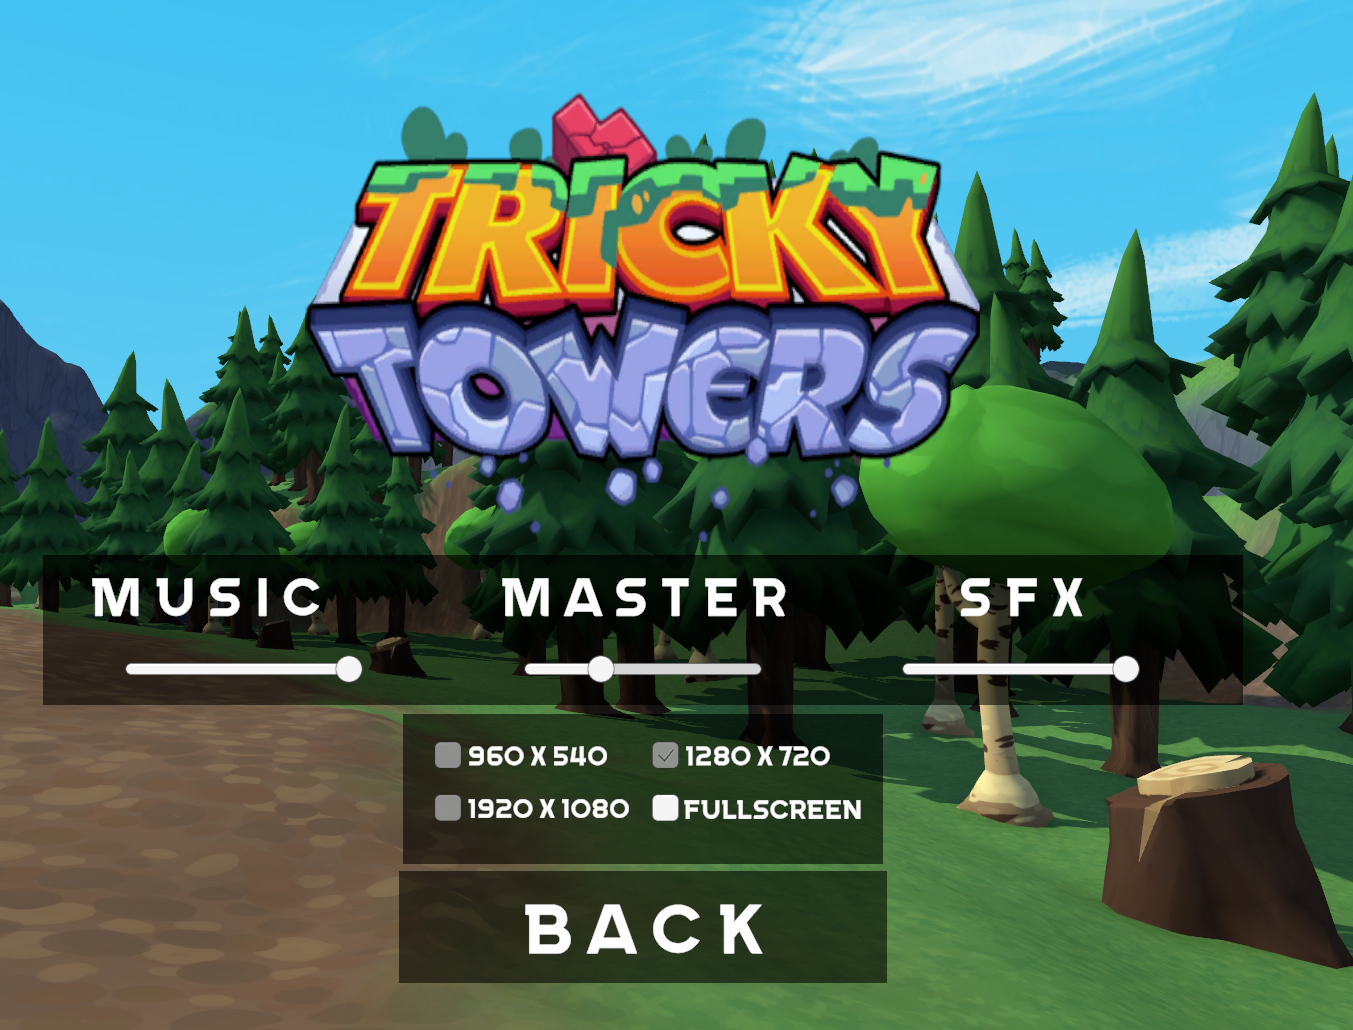 TRICKY
TOWERS
MUSIC MASTER SFX
960 X 540 1280 X 720
1920 X 1080 FULLSCREEN
BACK